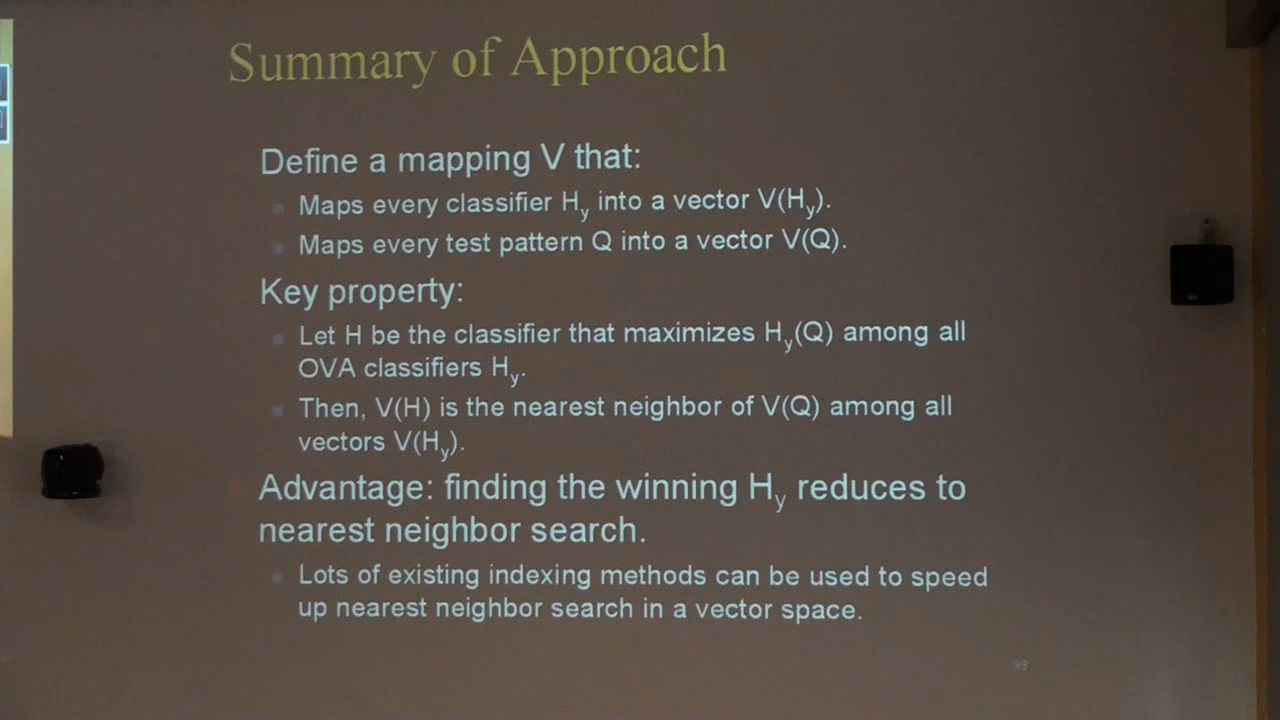 Summary of Approach
Define a mapping V that:
Maps every classifier Hy into a vector V(Hy).
Maps every test pattern Q into a vector V(Q).
Key property:
Let H be the classifier that maximizes Hy(Q) among all
OVA classifiers Hy.
Then, V(H) is the nearest neighbor of V(Q) among all
vectors V(Hy).
Advantage: finding the winning Hy reduces to
nearest neighbor search.
Lots of existing indexing methods can be used to speed
up nearest neighbor search in a vector space.